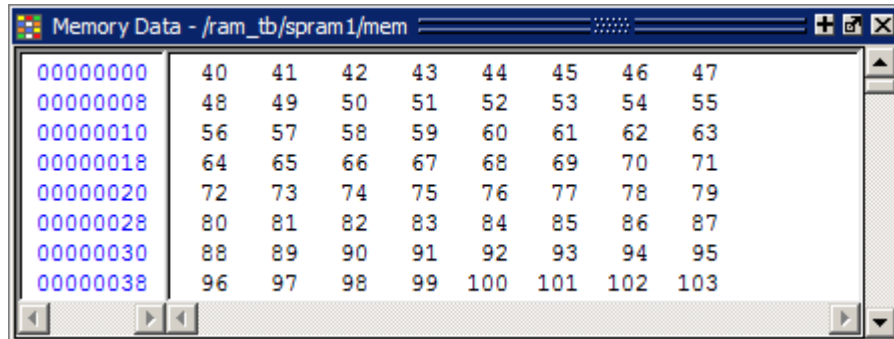 Memory Data - /ram_tb/spram1/mem
00000000 40 41 42 43 44 45 46 47
00000008 48 49 50 51 52 53 54 55
00000010 56 57 58 59 60 61 62 63
00000018 64 65 66 67 68 69 70 71
00000020 72 73 74 75 76 77 78 79
00000028 80 81 82 83 84 85 86 87
00000030 88 89 90 91 92 93 94 95
00000038 96 97 98 99 100 101 102 103